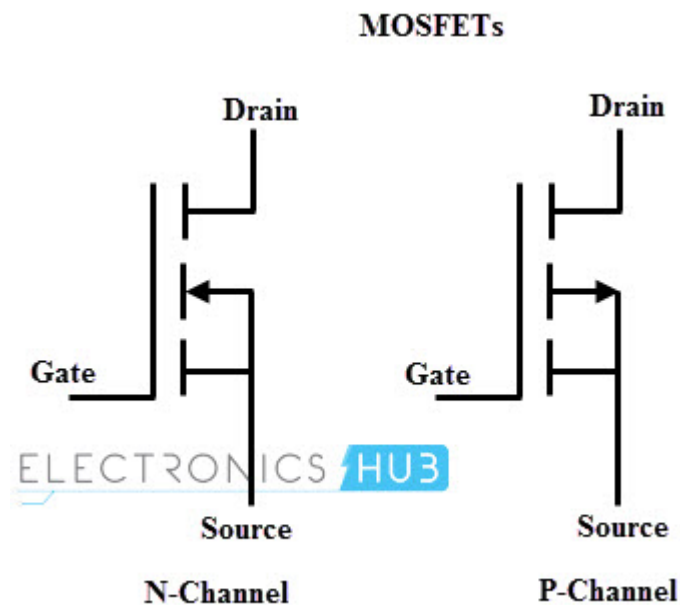 MOSFETs
Drain Drain
Gate Gate
ELECTRONICS HUB
Source Source
N-Channel P-Channel